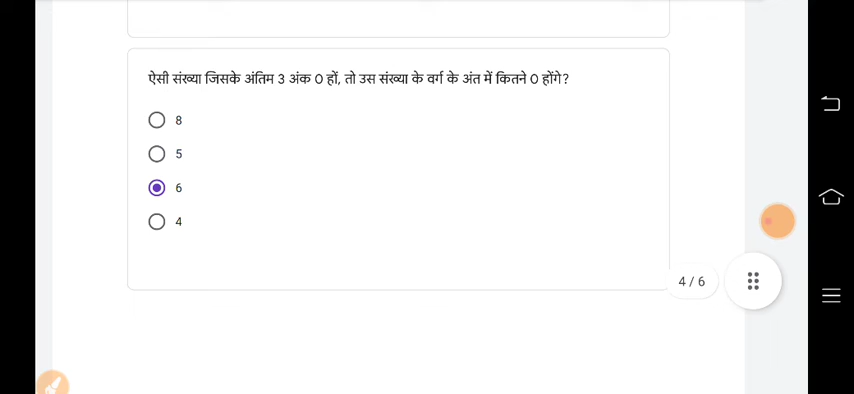 ऐसी संख्या जिसके अंतिम 3 अंक 0 हों, तो उस संख्या के वर्ग के अंत में कितने 0 होंगे?
8
5
6
4
4 / 6